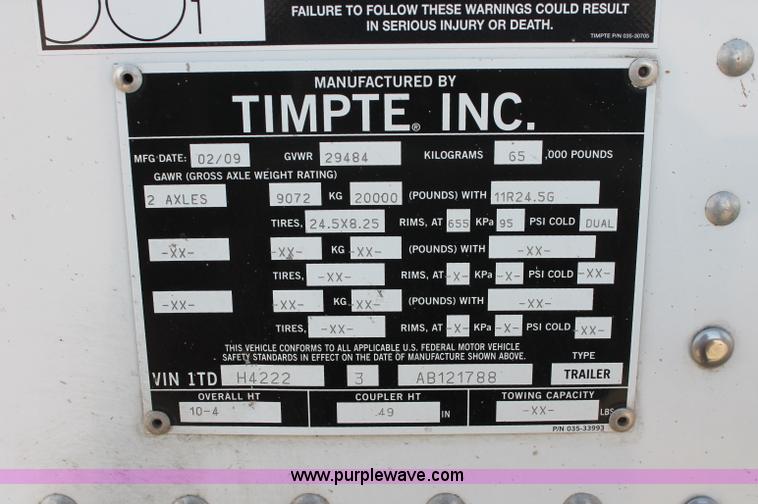 FAILURE TO FOLLOW THESE WARNINGS COULD RESULT
IN SERIOUS INJURY OR DEATH.
TIMPTE P/N 035-30705
MANUFACTURED BY
TIMPTE® INC.
MFG DATE: 02/09 GVWR 29484 KILOGRAMS 65 ,000 POUNDS
GAWR (GROSS AXLE WEIGHT RATING)
2 AXLES 9072 KG 20000 (POUNDS) WITH 11R24.5G
TIRES, 24.5X8.25 RIMS, AT 655 KPa 95 PSI COLD DUAL
-XX- -XX- KG -XX- (POUNDS) WITH -XX-
TIRES, -XX- RIMS, AT -X- KPa -X- PSI COLD -XX-
-XX- -XX- KG -XX- (POUNDS) WITH -XX-
TIRES, -XX- RIMS, AT -X- KPa -X- PSI COLD -XX-
THIS VEHICLE CONFORMS TO ALL APPLICABLE U.S. FEDERAL MOTOR VEHICLE
SAFETY STANDARDS IN EFFECT ON THE DATE OF MANUFACTURE SHOWN ABOVE.
TYPE
VIN 1TD H4222 3 AB121788 TRAILER
OVERALL HT COUPLER HT TOWING CAPACITY
10-4 49 IN -XX- LBS
P/N 035-33993
www.purplewave.com